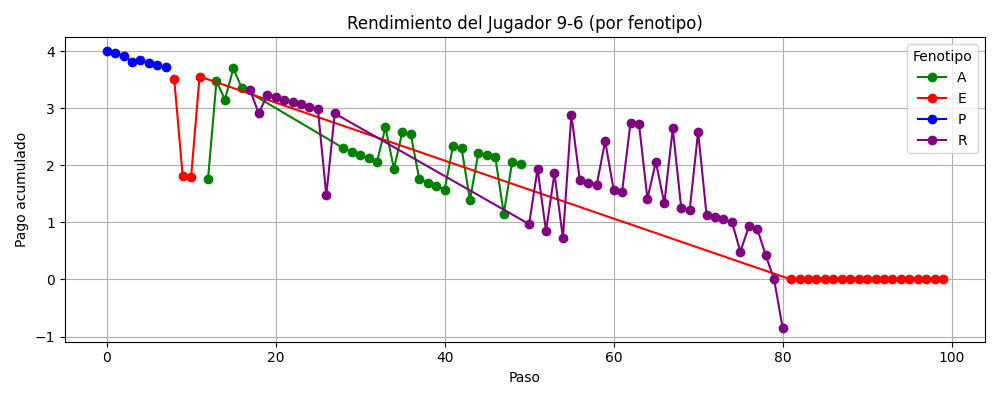 Rendimiento del Jugador 9-6 (por fenotipo)
Pago acumulado
4
3
2
1
0
−1
Fenotipo
A
E
P
R
0 20 40 60 80 100
Paso